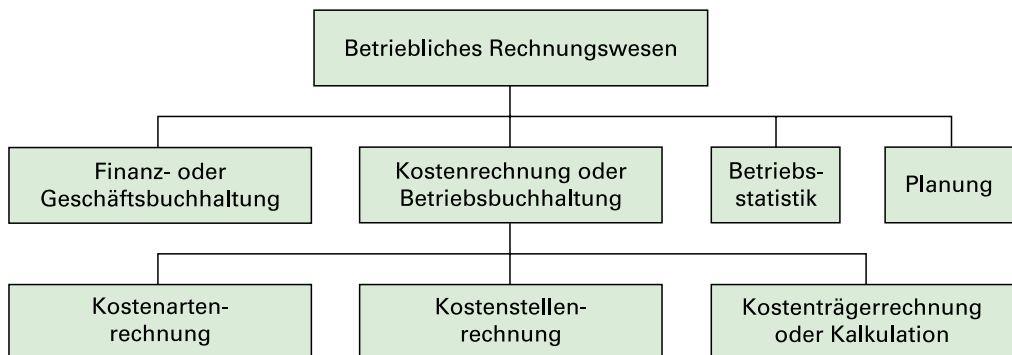 Betriebliches Rechnungswesen
Finanz- oder
Geschäftsbuchhaltung
Kostenrechnung oder
Betriebsbuchhaltung
Betriebs-
statistik
Planung
Kostenarten-
rechnung
Kostenstellen-
rechnung
Kostenträgerrechnung
oder Kalkulation